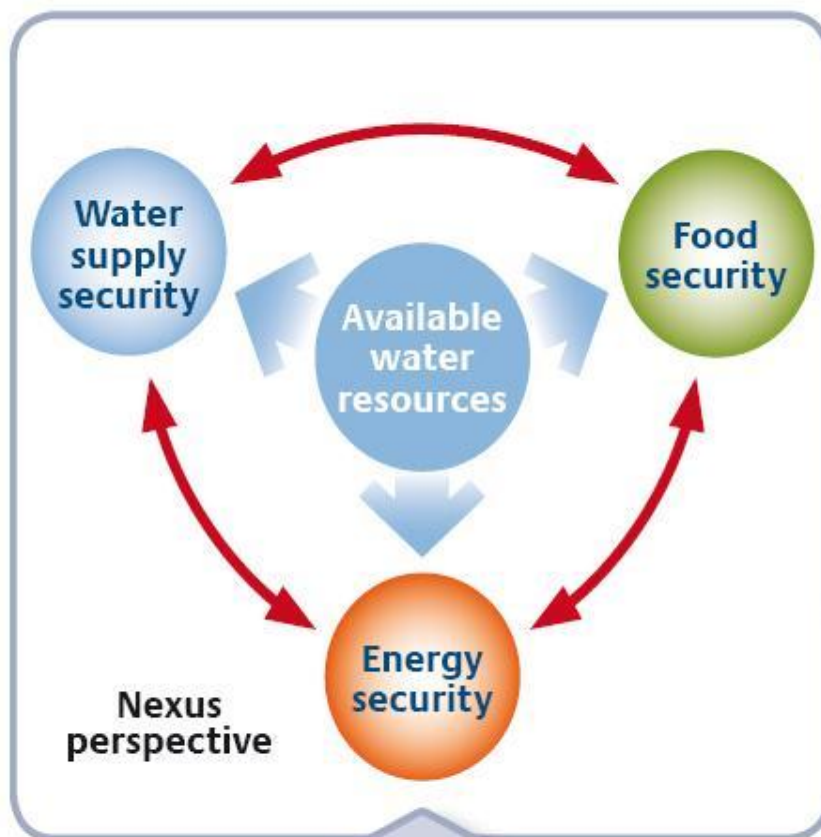 Water
supply
security
Food
security
Available
water
resources
Energy
security
Nexus
perspective